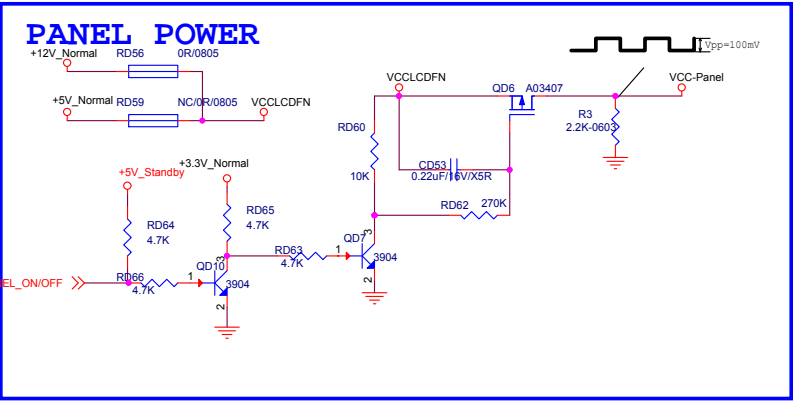 PANEL POWER
+12V_Normal RD56 0R/0805
Vpp=100mV
+5V_Normal RD59 NC/0R/0805 VCCLCDFN
VCCLCDFN QD6 A03407 VCC-Panel
RD60
10K
R3
2.2K-0603
CD53
0.22uF/16V/X5R
RD62 270K
+5V_Standby
+3.3V_Normal
RD64
4.7K
RD65
4.7K
RD63
4.7K
QD7
1
3
2
3904
EL_ON/OFF
RD66
4.7K
QD10
1
3
2
3904